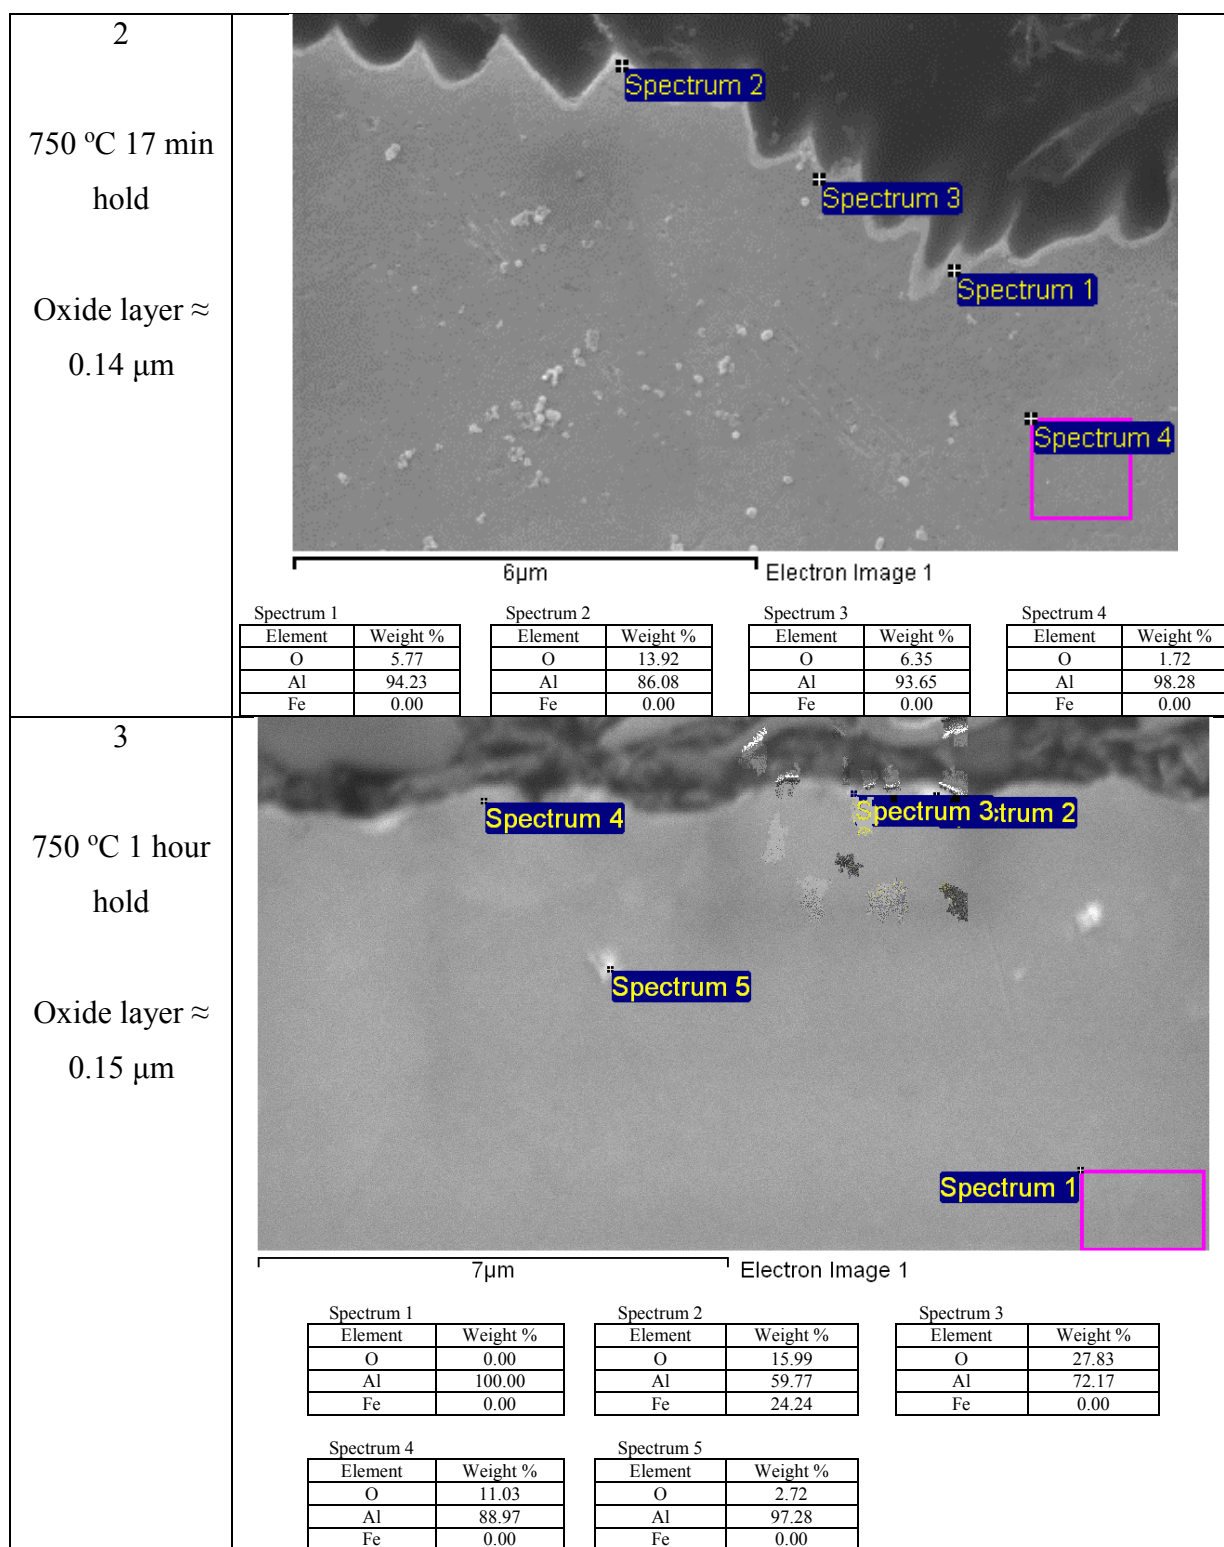 2
750 ºC 17 min
hold
Oxide layer ≈
0.14 µm
Spectrum 2
Spectrum 3
Spectrum 1
Spectrum 4
6µm Electron Image 1
Spectrum 1 Spectrum 2 Spectrum 3 Spectrum 4
Element Weight % Element Weight % Element Weight % Element Weight %
O 5.77 O 13.92 O 6.35 O 1.72
Al 94.23 Al 86.08 Al 93.65 Al 98.28
Fe 0.00 Fe 0.00 Fe 0.00 Fe 0.00
3
750 ºC 1 hour
hold
Oxide layer ≈
0.15 µm
Spectrum 4 Spectrum 3 trum 2
Spectrum 5
Spectrum 1
7µm Electron Image 1
Spectrum 1 Spectrum 2 Spectrum 3
Element Weight % Element Weight % Element Weight %
O 0.00 O 15.99 O 27.83
Al 100.00 Al 59.77 Al 72.17
Fe 0.00 Fe 24.24 Fe 0.00
Spectrum 4 Spectrum 5
Element Weight % Element Weight %
O 11.03 O 2.72
Al 88.97 Al 97.28
Fe 0.00 Fe 0.00